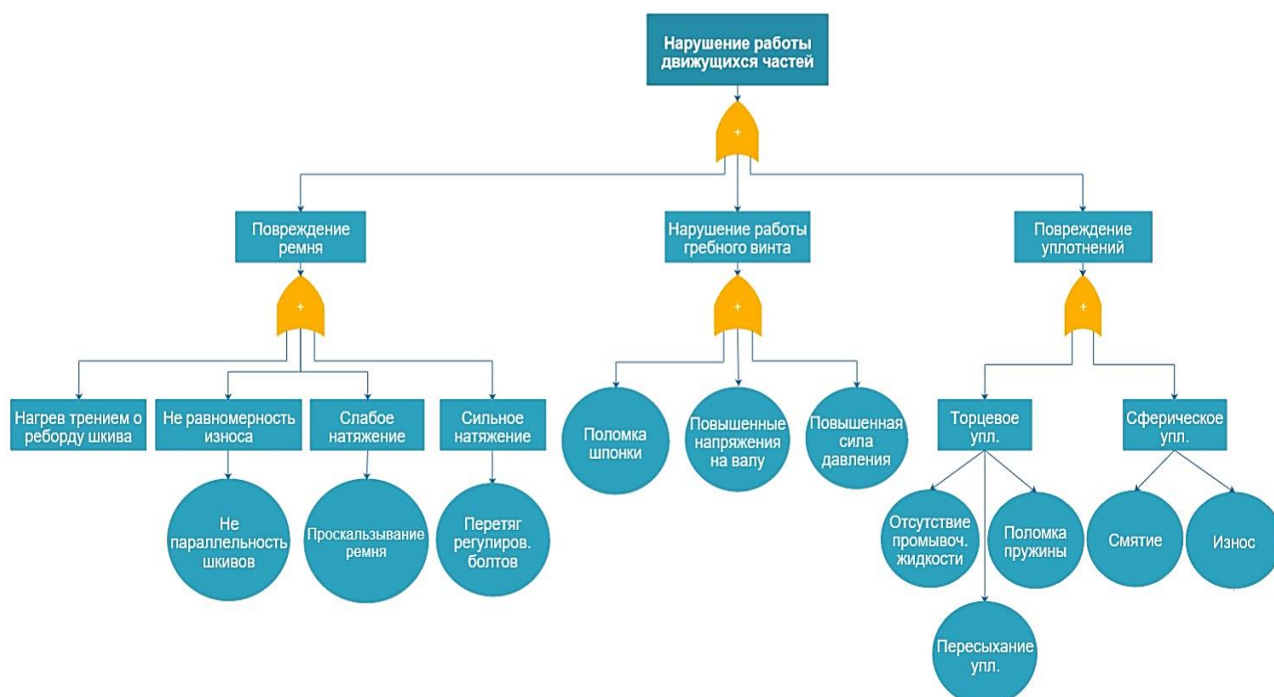 Нарушение работы
движущихся частей
+
Повреждение
ремня
Нарушение работы
гребного винта
Повреждение
уплотнений
+
+
+
Нагрев трением о
реборду шкива
Не равномерность
износа
Слабое
натяжение
Сильное
натяжение
Поломка
шпонки
Повышенные
напряжения
на валу
Повышенная
сила
давления
Торцевое
упл.
Сферическое
упл.
Не
параллельность
шкивов
Проскальзывание
ремня
Перетяг
регулиров.
болтов
Отсутствие
промывоч.
жидкости
Поломка
пружины
Смятие
Износ
Пересыхание
упл.